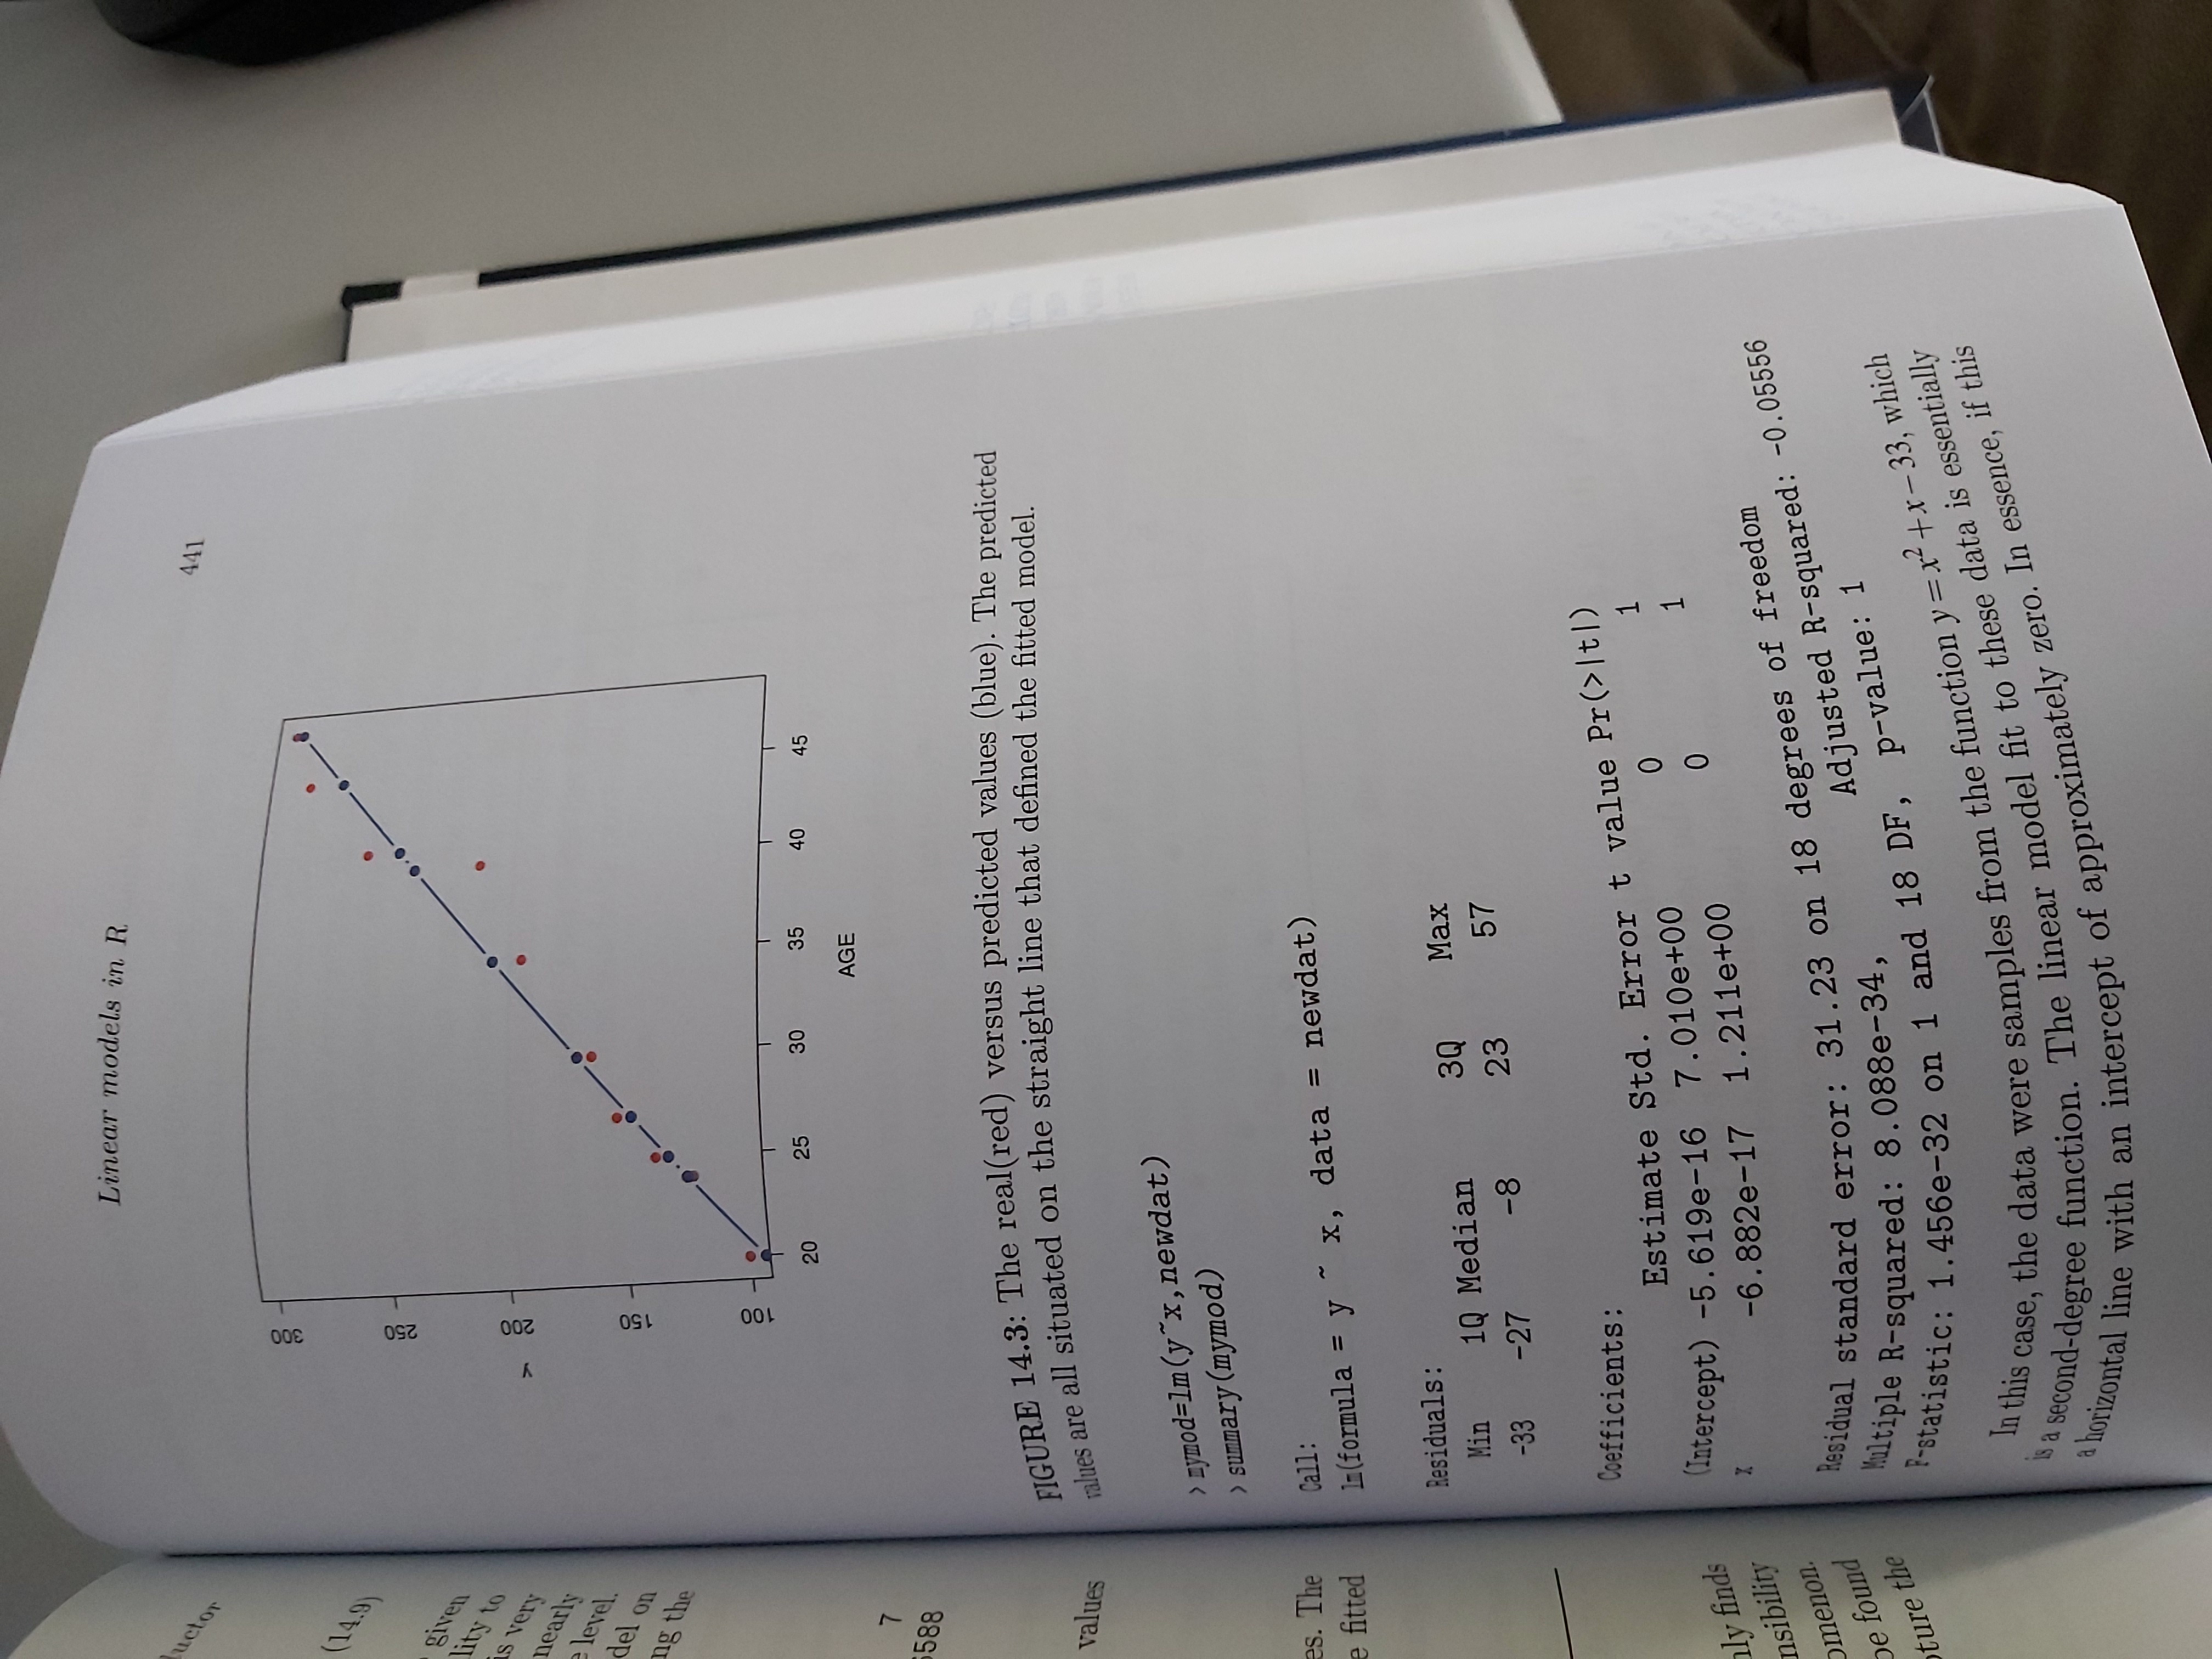 Linear models in R
441
300
250
200
150
100
y
20 25 30 35 40 45
AGE
FIGURE 14.3: The real(red) versus predicted values (blue). The predicted
values are all situated on the straight line that defined the fitted model.
> mymod=lm(y~x,newdat)
> summary(mymod)
Call:
lm(formula = y ~ x, data = newdat)
Residuals:
Min 1Q Median 3Q Max
-33 -27 -8 23 57
Coefficients:
Estimate Std. Error t value Pr(>|t|)
(Intercept) -5.619e-16 7.010e+00 0 1
x -6.882e-17 1.211e+00 0 1
Residual standard error: 31.23 on 18 degrees of freedom
Multiple R-squared: 8.088e-34, Adjusted R-squared: -0.05556
F-statistic: 1.456e-32 on 1 and 18 DF, p-value: 1
In this case, the data were samples from the function y = x² + x − 33, which
is a second-degree function. The linear model fit to these data is essentially
a horizontal line with an intercept of approximately zero. In essence, if this
(14.9)
given
lity to
is very
nearly
level.
del on
ng the
7
5588
values
es. The
e fitted
nly finds
nsibility
omenon.
be found
pture the